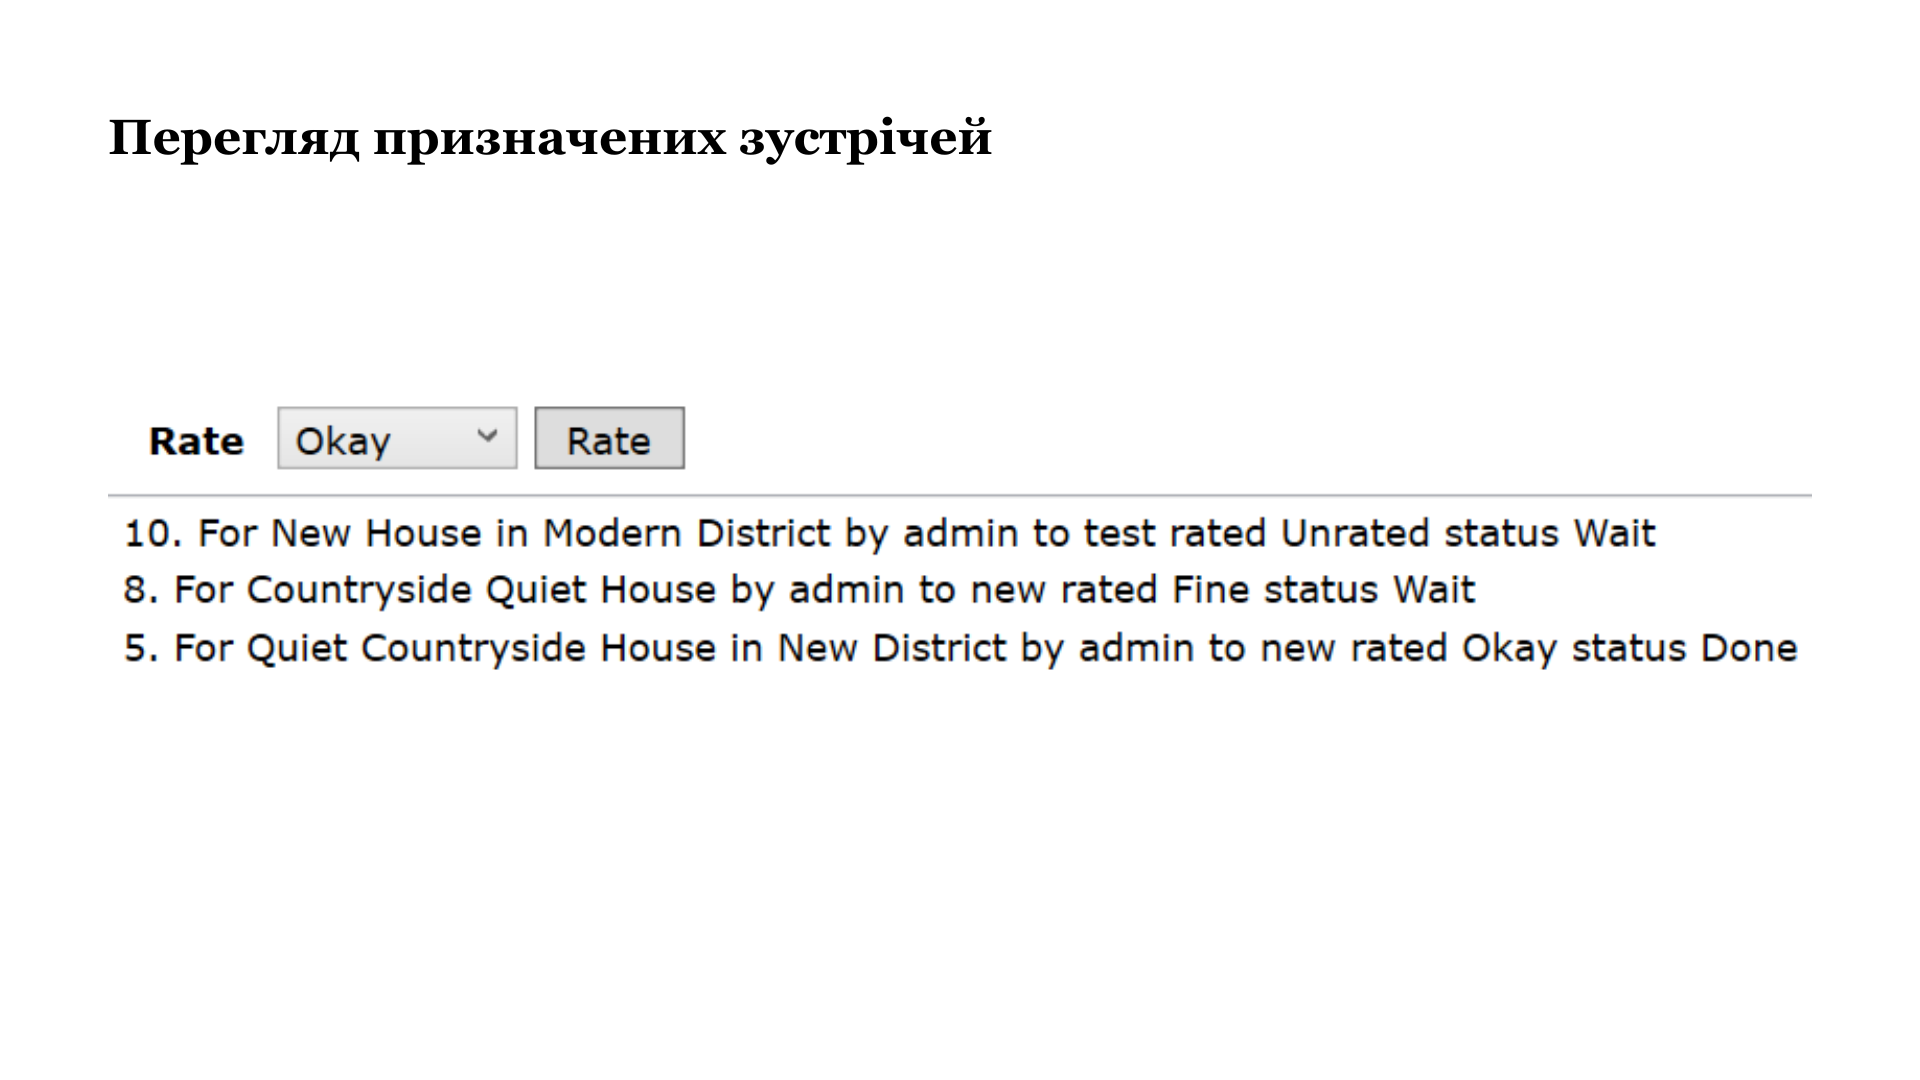 Перегляд призначених зустрічей
Rate Okay Rate
10. For New House in Modern District by admin to test rated Unrated status Wait
8. For Countryside Quiet House by admin to new rated Fine status Wait
5. For Quiet Countryside House in New District by admin to new rated Okay status Done